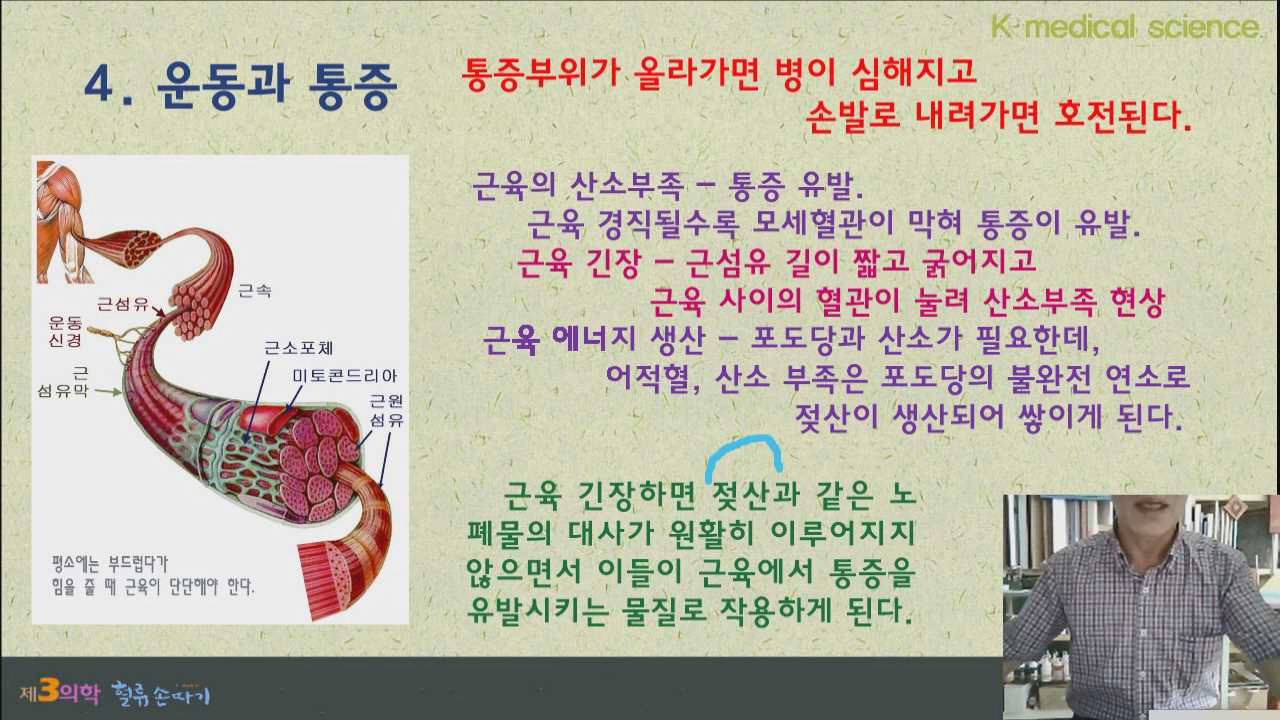 K medical science
4. 운동과 통증
통증부위가 올라가면 병이 심해지고
손발로 내려가면 호전된다.
근육의 산소부족 – 통증 유발.
근육 경직될수록 모세혈관이 막혀 통증이 유발.
근육 긴장 – 근섬유 길이 짧고 굵어지고
근육 사이의 혈관이 눌려 산소부족 현상
근육 에너지 생산 – 포도당과 산소가 필요한데,
어적혈, 산소 부족은 포도당의 불완전 연소로
젖산이 생산되어 쌓이게 된다.
근육 긴장하면 젖산과 같은 노
폐물의 대사가 원활히 이루어지지
않으면서 이들이 근육에서 통증을
유발시키는 물질로 작용하게 된다.
근섬유
근속
운동
신경
근소포체
미토콘드리아
근
섬유막
근원
섬유
평소에는 부드럽다가
힘을 줄 때 근육이 단단해야 한다.
제3의학 혈류 손따기